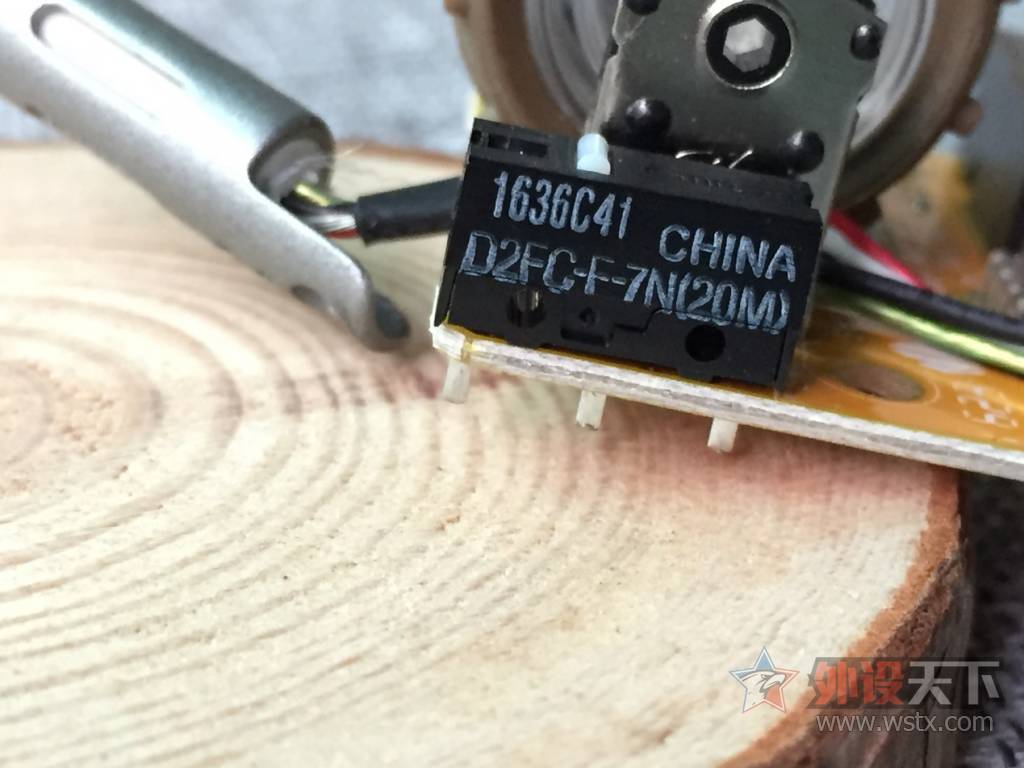 1636C41
CHINA
D2FC-F-7N(20M)
外设天下
www.wstx.com